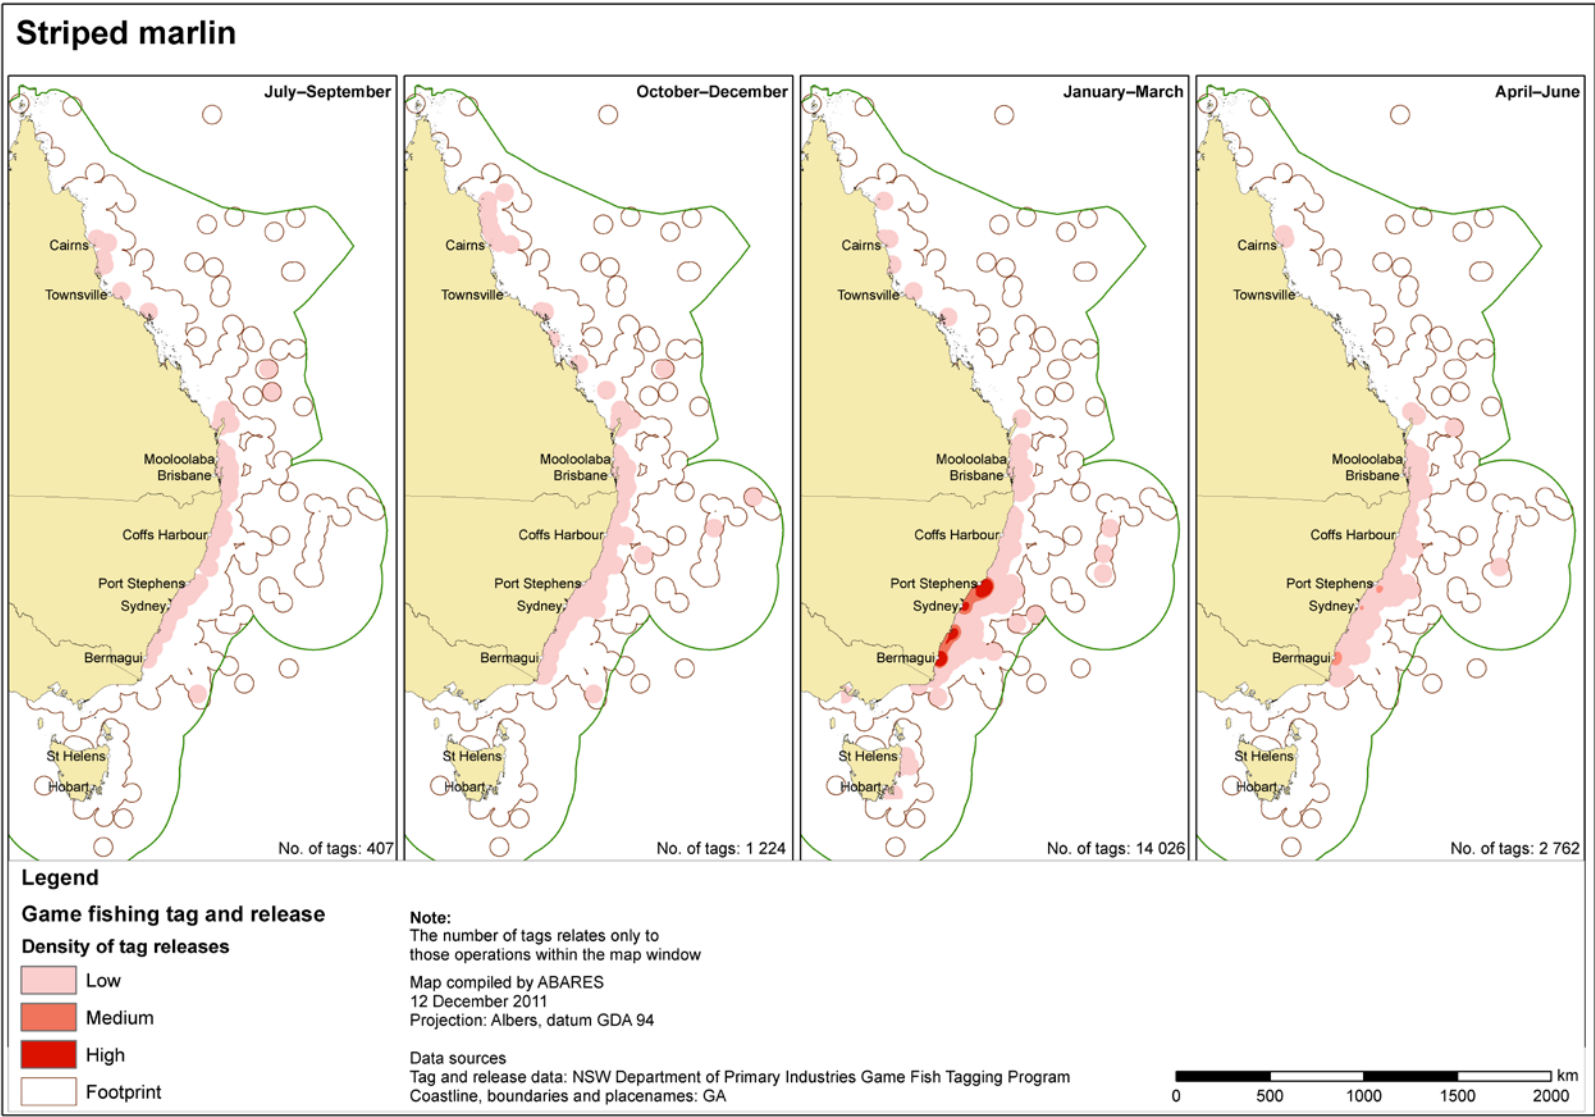 Striped marlin
July–September
Cairns
Townsville
Mooloolaba
Brisbane
Coffs Harbour
Port Stephens
Sydney
Bermagui
St Helens
Hobart
No. of tags: 407
October–December
Cairns
Townsville
Mooloolaba
Brisbane
Coffs Harbour
Port Stephens
Sydney
Bermagui
St Helens
Hobart
No. of tags: 1 224
January–March
Cairns
Townsville
Mooloolaba
Brisbane
Coffs Harbour
Port Stephens
Sydney
Bermagui
St Helens
Hobart
No. of tags: 14 026
April–June
Cairns
Townsville
Mooloolaba
Brisbane
Coffs Harbour
Port Stephens
Sydney
Bermagui
St Helens
Hobart
No. of tags: 2 762
Legend
Game fishing tag and release
Density of tag releases
Low
Medium
High
Footprint
Note:
The number of tags relates only to
those operations within the map window
Map compiled by ABARES
12 December 2011
Projection: Albers, datum GDA 94
Data sources
Tag and release data: NSW Department of Primary Industries Game Fish Tagging Program
Coastline, boundaries and placenames: GA
km
0 500 1000 1500 2000